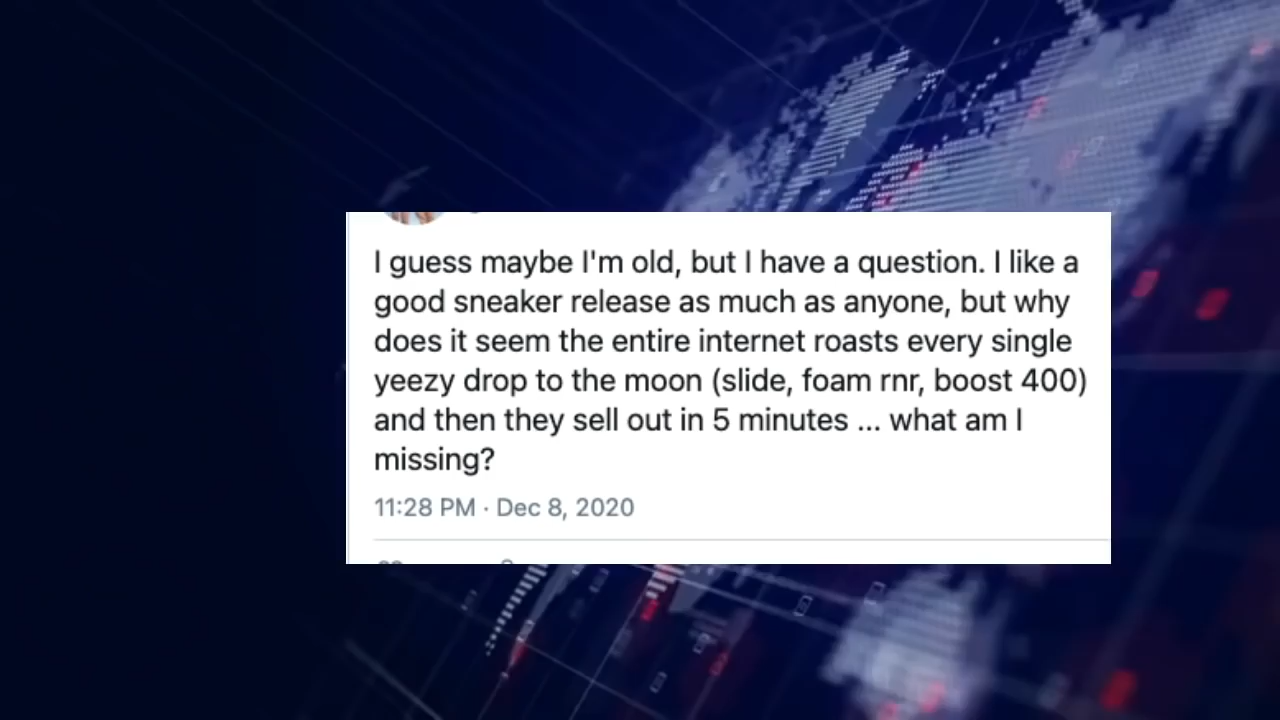 I guess maybe I'm old, but I have a question. I like a
good sneaker release as much as anyone, but why
does it seem the entire internet roasts every single
yeezy drop to the moon (slide, foam rnr, boost 400)
and then they sell out in 5 minutes ... what am I
missing?
11:28 PM · Dec 8, 2020